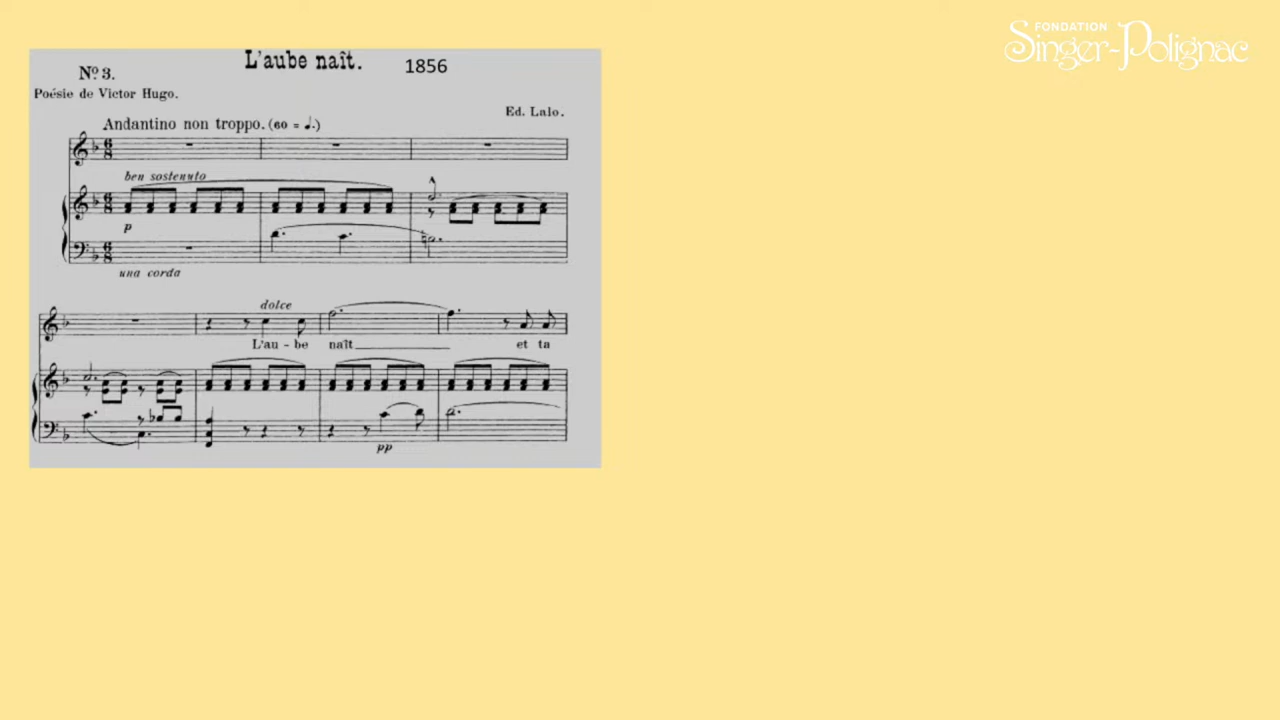 FONDATION
Singer-Polignac
L'aube naît. 1856
Nº 3.
Poésie de Victor Hugo.
Ed. Lalo.
Andantino non troppo. (60 = ♩.)
ben sostenuto
p
una corda
dolce
L'au - be naît et ta
pp